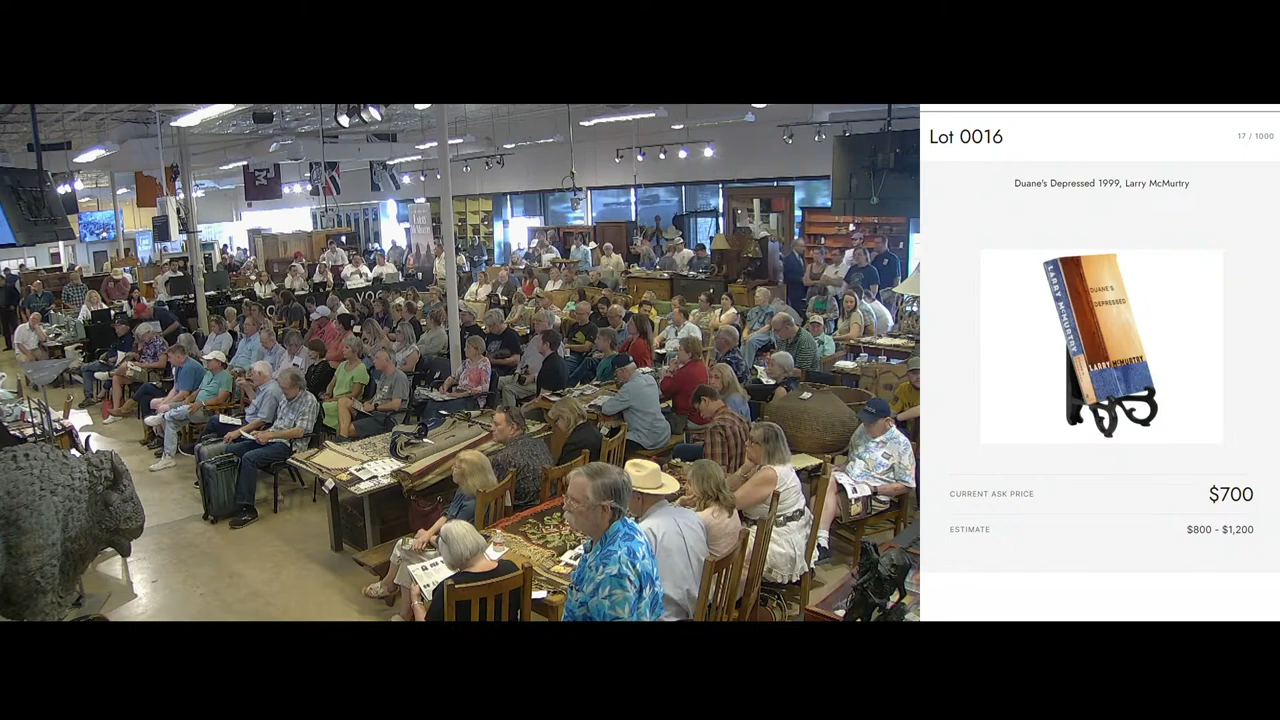 Lot 0016
17 / 1000
Duane's Depressed 1999, Larry McMurtry
LARRY McMURTRY
DUANE'S
DEPRESSED
LARRY McMURTRY
CURRENT ASK PRICE
$700
ESTIMATE
$800 - $1,200
M